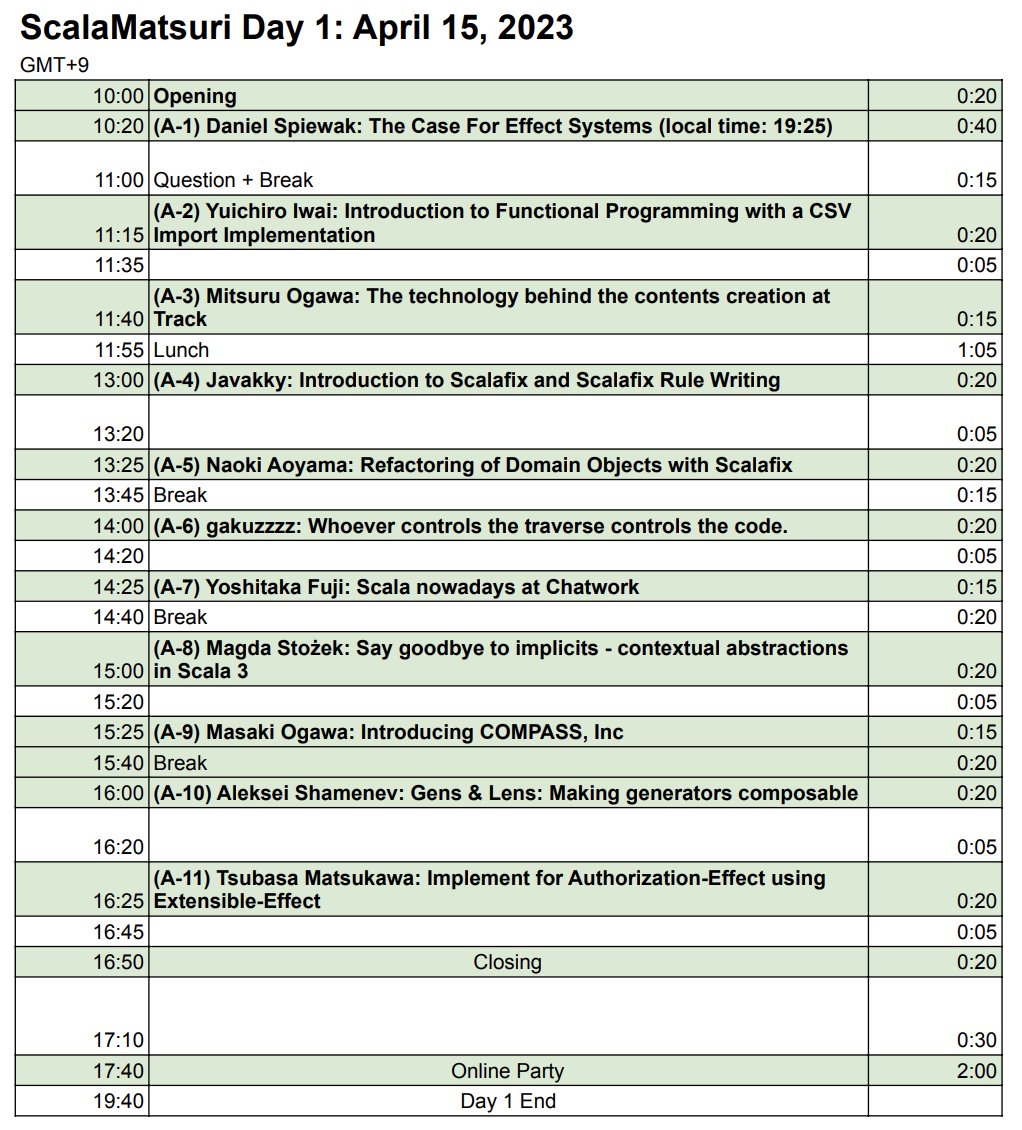 ScalaMatsuri Day 1: April 15, 2023
GMT+9
10:00 Opening 0:20
10:20 (A-1) Daniel Spiewak: The Case For Effect Systems (local time: 19:25) 0:40
11:00 Question + Break 0:15
(A-2) Yuichiro Iwai: Introduction to Functional Programming with a CSV
11:15 Import Implementation 0:20
11:35 0:05
(A-3) Mitsuru Ogawa: The technology behind the contents creation at
11:40 Track 0:15
11:55 Lunch 1:05
13:00 (A-4) Javakky: Introduction to Scalafix and Scalafix Rule Writing 0:20
13:20 0:05
13:25 (A-5) Naoki Aoyama: Refactoring of Domain Objects with Scalafix 0:20
13:45 Break 0:15
14:00 (A-6) gakuzzzz: Whoever controls the traverse controls the code. 0:20
14:20 0:05
14:25 (A-7) Yoshitaka Fuji: Scala nowadays at Chatwork 0:15
14:40 Break 0:20
(A-8) Magda Stożek: Say goodbye to implicits - contextual abstractions
15:00 in Scala 3 0:20
15:20 0:05
15:25 (A-9) Masaki Ogawa: Introducing COMPASS, Inc 0:15
15:40 Break 0:20
16:00 (A-10) Aleksei Shamenev: Gens & Lens: Making generators composable 0:20
16:20 0:05
(A-11) Tsubasa Matsukawa: Implement for Authorization-Effect using
16:25 Extensible-Effect 0:20
16:45 0:05
16:50 Closing 0:20
17:10 0:30
17:40 Online Party 2:00
19:40 Day 1 End